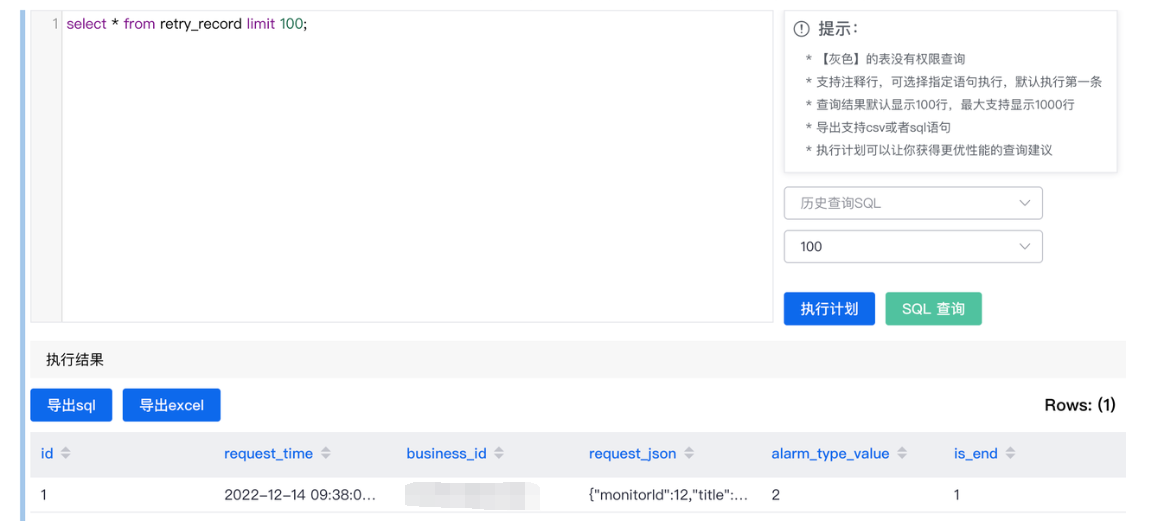 1 select * from retry_record limit 100;
提示:
* 【灰色】的表没有权限查询
* 支持注释行，可选择指定语句执行，默认执行第一条
* 查询结果默认显示100行，最大支持显示1000行
* 导出支持csv或者sql语句
* 执行计划可以让你获得更优性能的查询建议
历史查询SQL
100
执行计划 SQL 查询
执行结果
导出sql 导出excel Rows: (1)
id request_time business_id request_json alarm_type_value is_end
1 2022-12-14 09:38:0... {"monitorId":12,"title":... 2 1